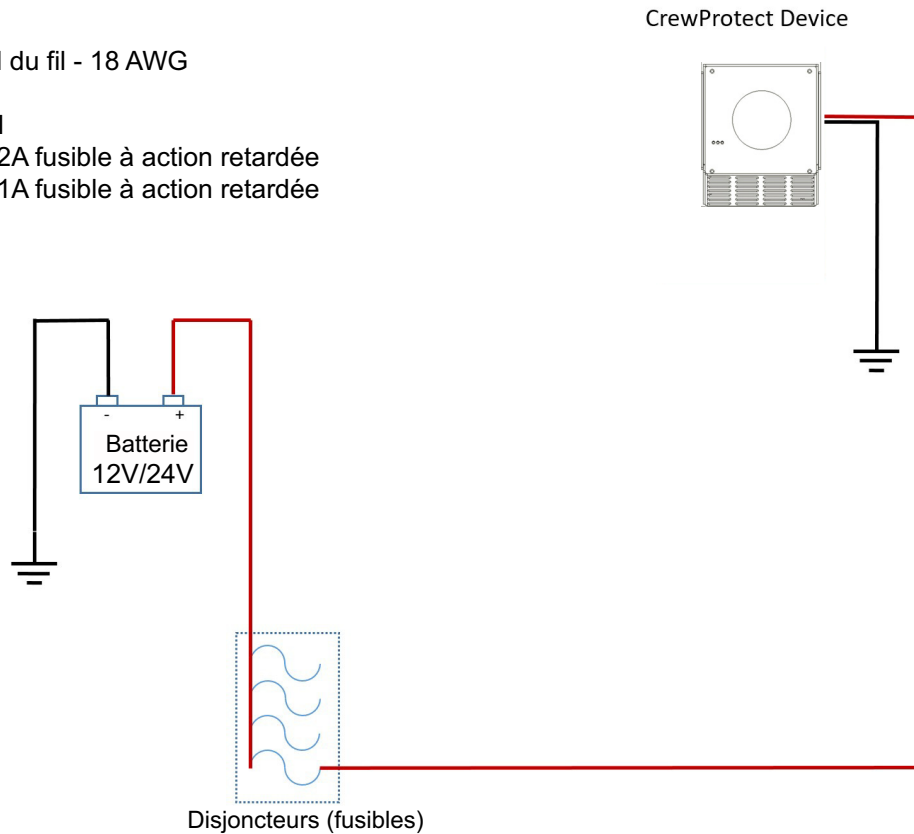 CrewProtect Device
du fil - 18 AWG
2A fusible à action retardée
1A fusible à action retardée
- +
Batterie
12V/24V
Disjoncteurs (fusibles)